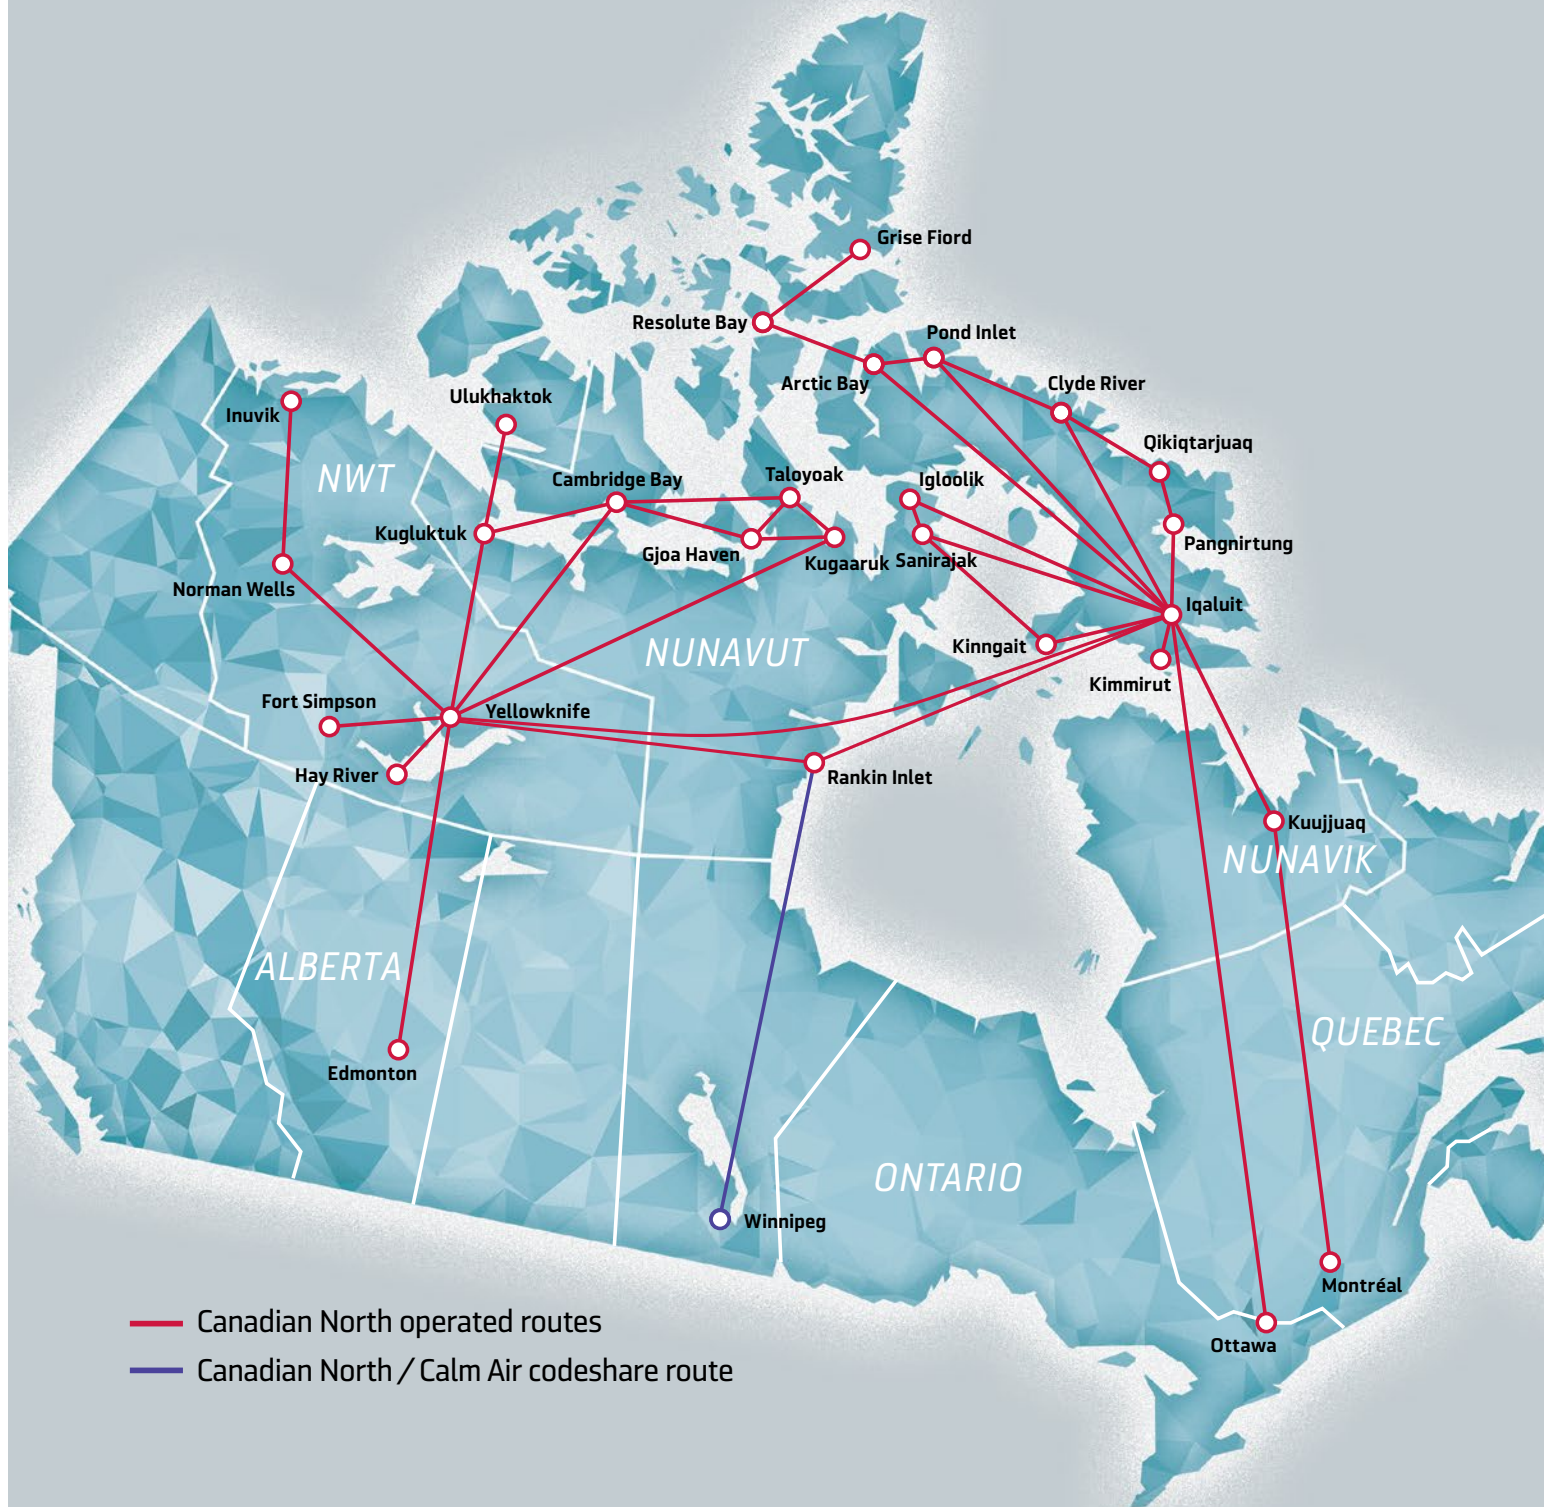 Grise Fiord
Resolute Bay
Pond Inlet
Arctic Bay
Clyde River
Ulukhaktok
Inuvik
Qikiqtarjuaq
NWT
Cambridge Bay
Taloyoak
Igloolik
Kugluktuk
Gjoa Haven
Kugaaruk
Sanirajak
Pangnirtung
Norman Wells
Iqaluit
NUNAVUT
Kinngait
Kimmirut
Fort Simpson
Yellowknife
Hay River
Rankin Inlet
Kuujjuaq
NUNAVIK
ALBERTA
QUEBEC
Edmonton
ONTARIO
Winnipeg
Montréal
Ottawa
Canadian North operated routes
Canadian North / Calm Air codeshare route